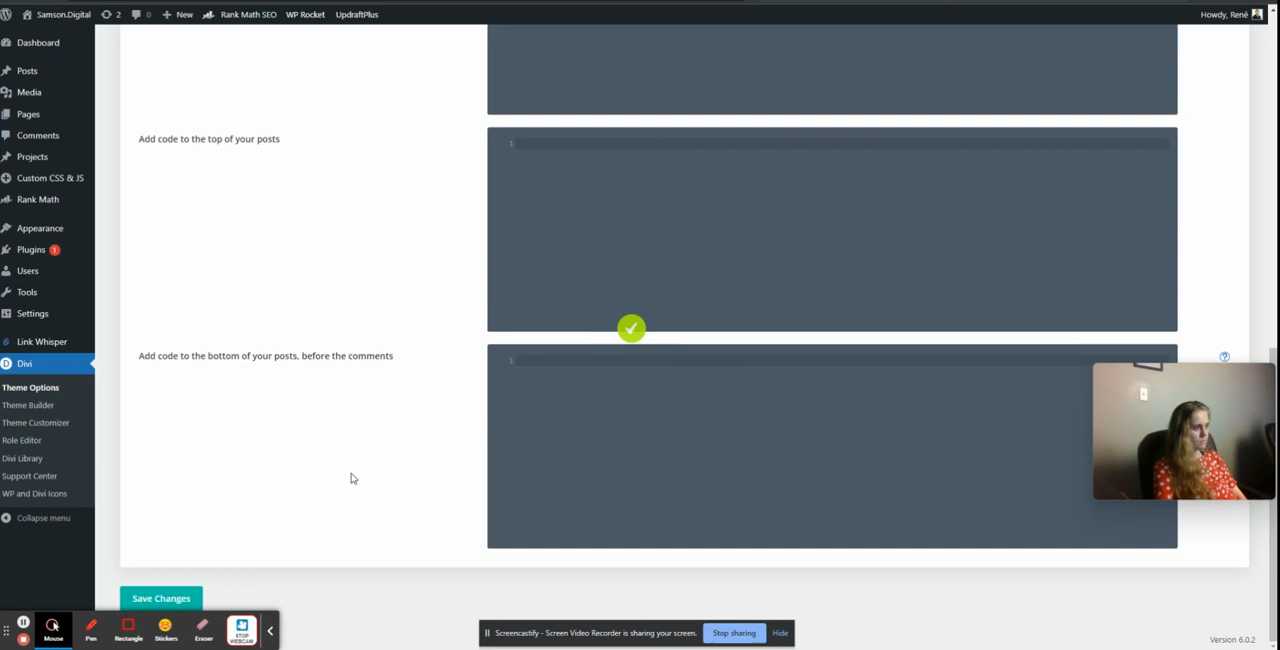 Samson.Digital
2
0
New
Rank Math SEO
WP Rocket
UpdraftPlus
Howdy, René
Dashboard
Posts
Media
Pages
Comments
Projects
Custom CSS & JS
Rank Math
Appearance
Plugins 1
Users
Tools
Settings
Link Whisper
D Divi
Theme Options
Theme Builder
Theme Customizer
Role Editor
Divi Library
Support Center
WP and Divi Icons
Collapse menu
Add code to the top of your posts
1
Add code to the bottom of your posts, before the comments
1
?
Save Changes
Mouse
Pen
Rectangle
Stickers
Eraser
STOP
WEBCAM
Screencastify - Screen Video Recorder is sharing your screen.
Stop sharing
Hide
Version 6.0.2